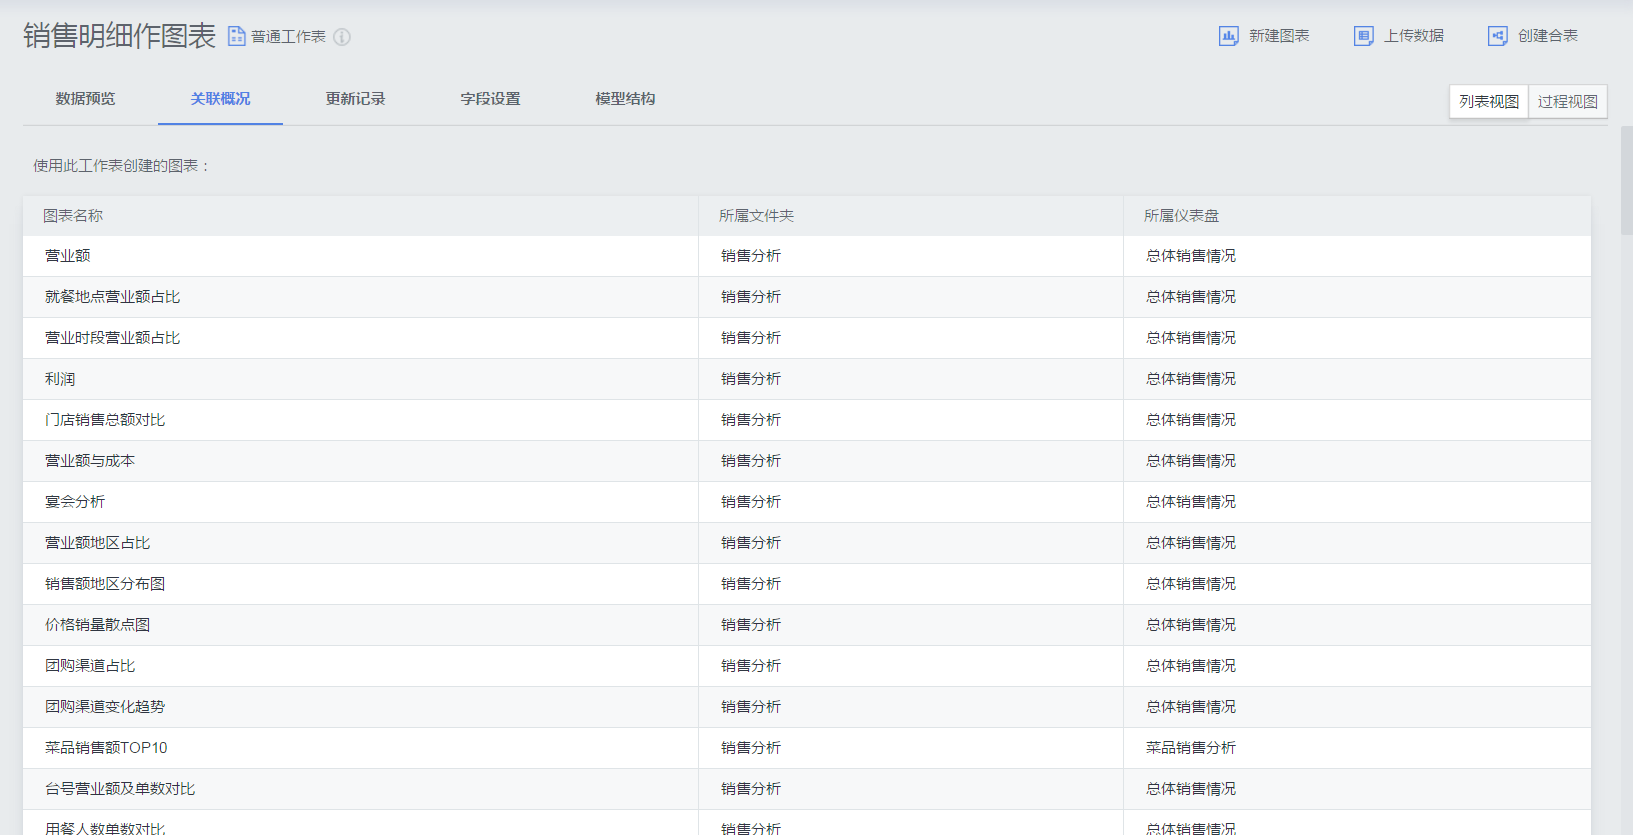 销售明细作图表 普通工作表 新建图表 上传数据 创建合表
数据预览 关联概况 更新记录 字段设置 模型结构 列表视图 过程视图
使用此工作表创建的图表：
图表名称 所属文件夹 所属仪表盘
营业额 销售分析 总体销售情况
就餐地点营业额占比 销售分析 总体销售情况
营业时段营业额占比 销售分析 总体销售情况
利润 销售分析 总体销售情况
门店销售总额对比 销售分析 总体销售情况
营业额与成本 销售分析 总体销售情况
宴会分析 销售分析 总体销售情况
营业额地区占比 销售分析 总体销售情况
销售额地区分布图 销售分析 总体销售情况
价格销量散点图 销售分析 总体销售情况
团购渠道占比 销售分析 总体销售情况
团购渠道变化趋势 销售分析 总体销售情况
菜品销售额TOP10 销售分析 菜品销售分析
台号营业额及单数对比 销售分析 总体销售情况
用餐人数单数对比 销售分析 总体销售情况